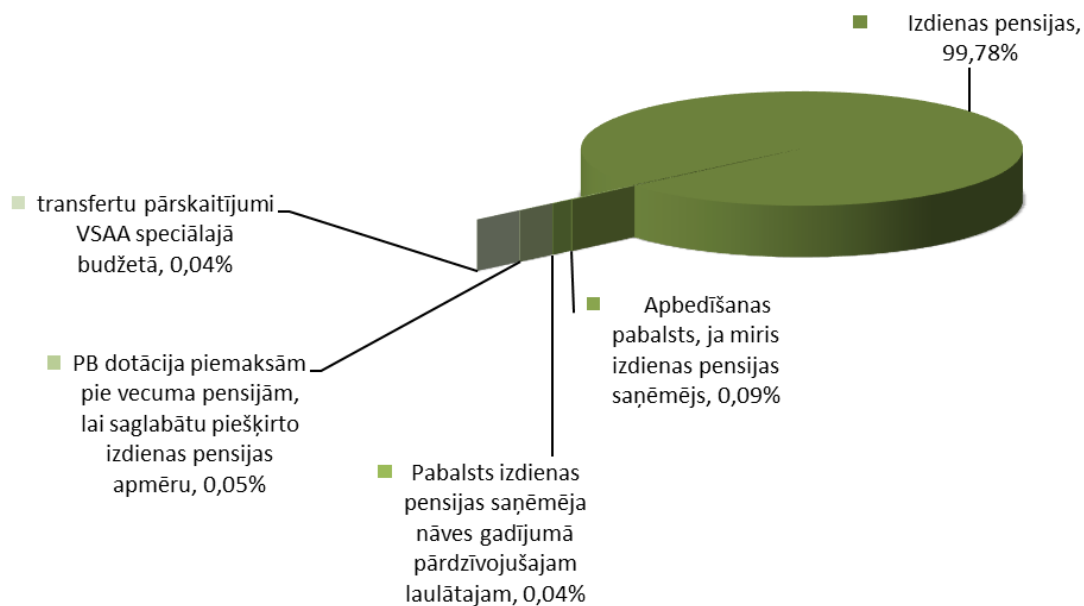 Izdienas pensijas,
99,78%
transfertu pārskaitījumi
VSAA speciālajā
budžetā, 0,04%
Apbedīšanas
pabalsts, ja miris
izdienas pensijas
saņēmējs, 0,09%
PB dotācija piemaksām
pie vecuma pensijām,
lai saglabātu piešķirto
izdienas pensijas
apmēru, 0,05%
Pabalsts izdienas
pensijas saņēmēja
nāves gadījumā
pārdzīvojušajam
laulātajam, 0,04%